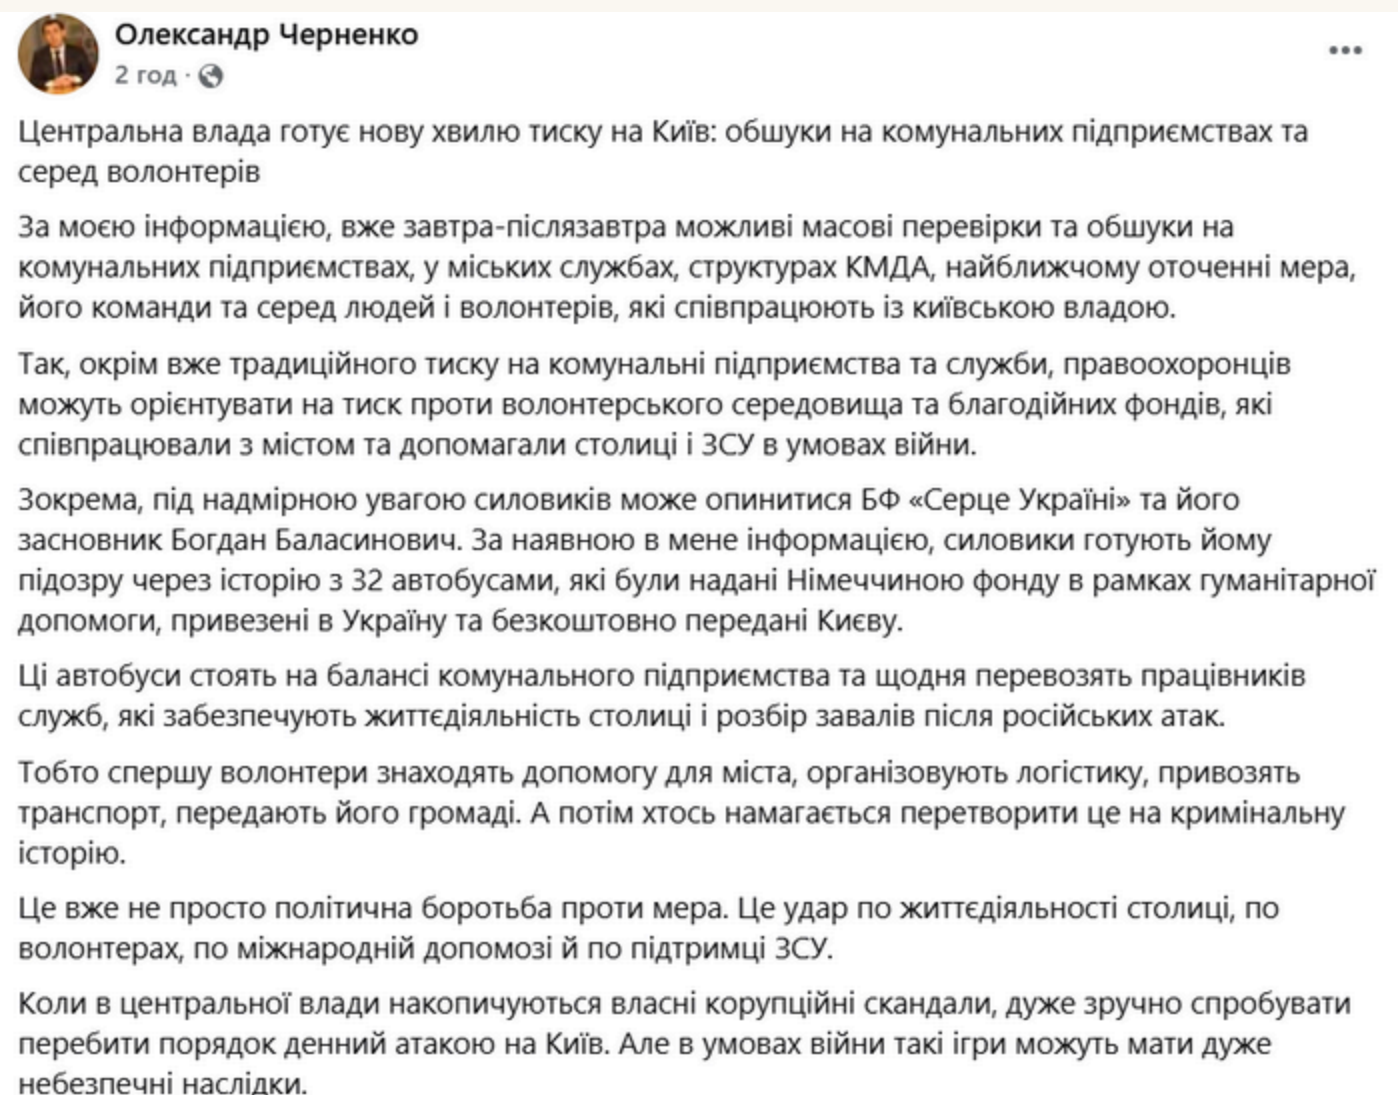 Олександр Черненко
2 год ·
Центральна влада готує нову хвилю тиску на Київ: обшуки на комунальних підприємствах та
серед волонтерів
За моєю інформацією, вже завтра-післязавтра можливі масові перевірки та обшуки на
комунальних підприємствах, у міських службах, структурах КМДА, найближчому оточенні мера,
його команди та серед людей і волонтерів, які співпрацюють із київською владою.
Так, окрім вже традиційного тиску на комунальні підприємства та служби, правоохоронців
можуть орієнтувати на тиск проти волонтерського середовища та благодійних фондів, які
співпрацювали з містом та допомагали столиці і ЗСУ в умовах війни.
Зокрема, під надмірною увагою силовиків може опинитися БФ «Серце Україні» та його
засновник Богдан Баласинович. За наявною в мене інформацією, силовики готують йому
підозру через історію з 32 автобусами, які були надані Німеччиною фонду в рамках гуманітарної
допомоги, привезені в Україну та безкоштовно передані Києву.
Ці автобуси стоять на балансі комунального підприємства та щодня перевозять працівників
служб, які забезпечують життєдіяльність столиці і розбір завалів після російських атак.
Тобто спершу волонтери знаходять допомогу для міста, організовують логістику, привозять
транспорт, передають його громаді. А потім хтось намагається перетворити це на кримінальну
історію.
Це вже не просто політична боротьба проти мера. Це удар по життєдіяльності столиці, по
волонтерах, по міжнародній допомозі й по підтримці ЗСУ.
Коли в центральної влади накопичуються власні корупційні скандали, дуже зручно спробувати
перебити порядок денний атакою на Київ. Але в умовах війни такі ігри можуть мати дуже
небезпечні наслідки.